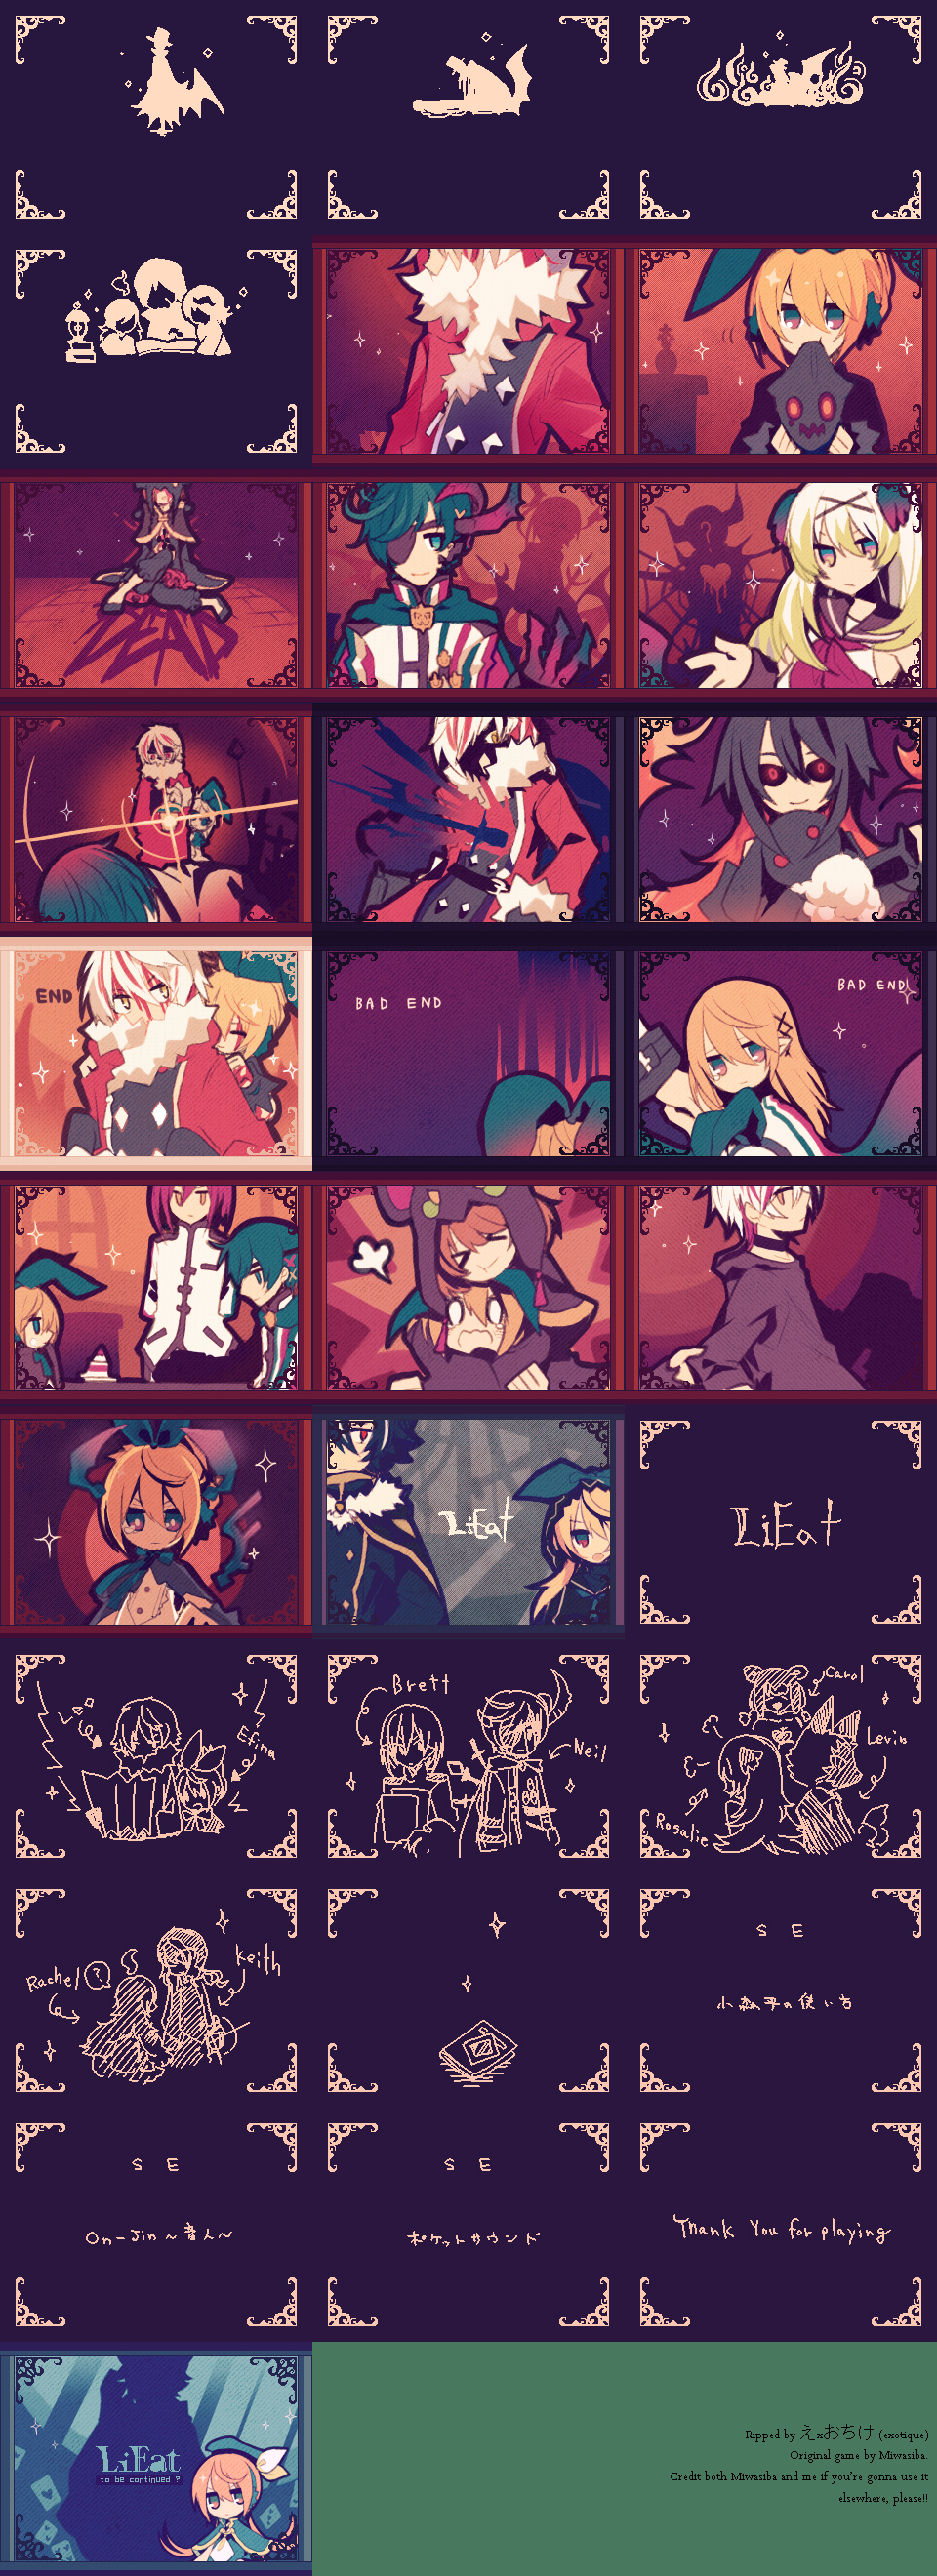 DEAD
END
BAD END
BAD END
LiEat
LiEat
Leo
Efina
Brett
Neil
Carol
Levin
Rosalie
Rachel ?
Keith
S E
小森平の使い方
S E
On-Jin ~音人~
S E
ポケットサウンド
Thank You for playing
LiEat
to be continued ?
Ripped by えxおちけ (exotique)
Original game by Miwasiba.
Credit both Miwasiba and me if you're gonna use it
elsewhere, please!!